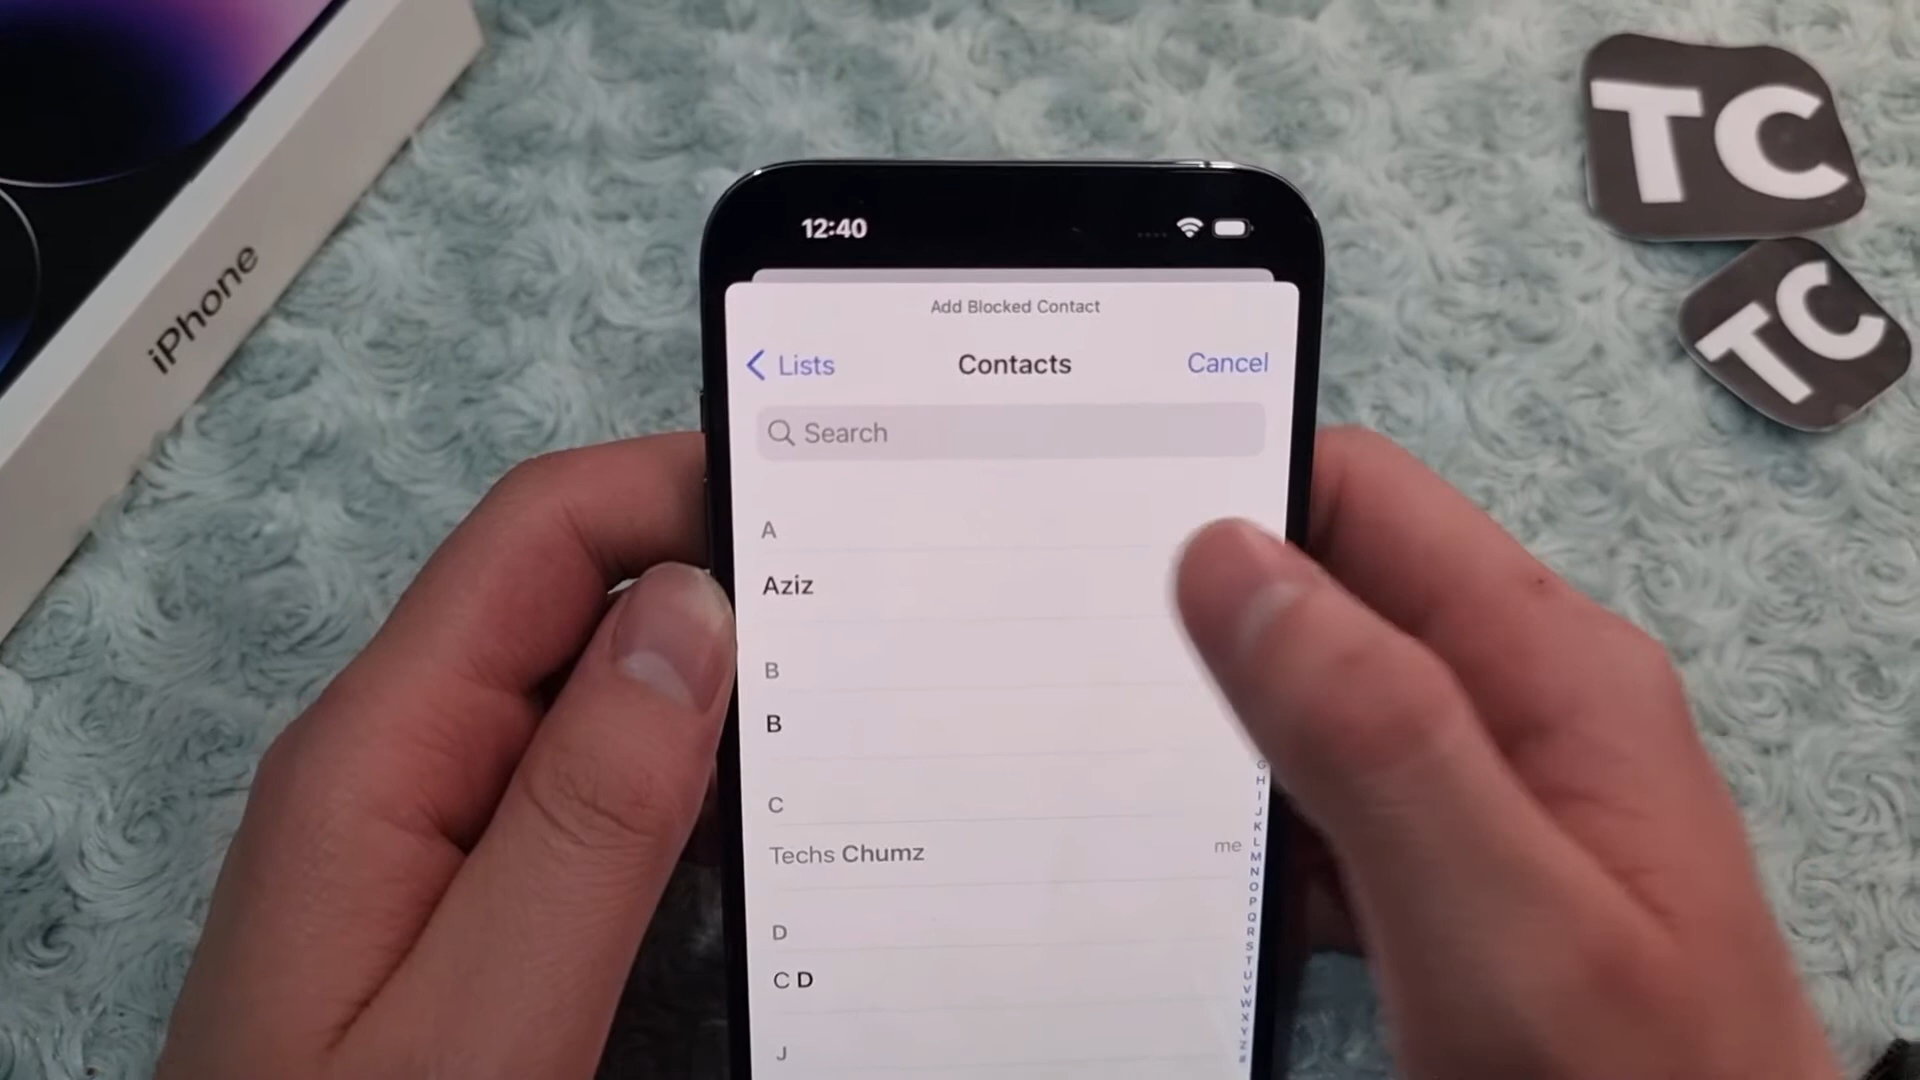 iPhone
TC
TC
12:40
Add Blocked Contact
Lists
Contacts
Cancel
Search
A
Aziz
B
B
C
Techs Chumz
me
D
C D
J
G
H
I
J
K
L
M
N
O
P
Q
R
S
T
U
V
W
X
Y
Z
#